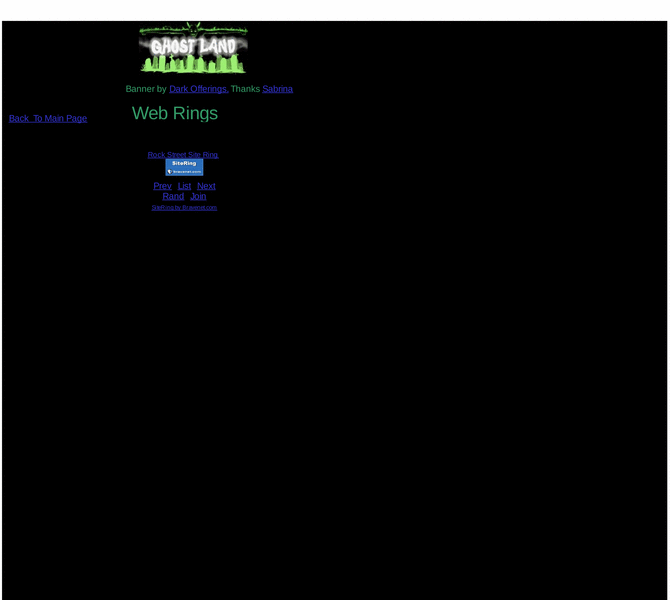 GHOST LAND
Banner by Dark Offerings, Thanks Sabrina
Web Rings
Back To Main Page
Rock Street Site Ring
SiteRing
bravenet.com
Prev List Next
Rand Join
SiteRing by Bravenet.com